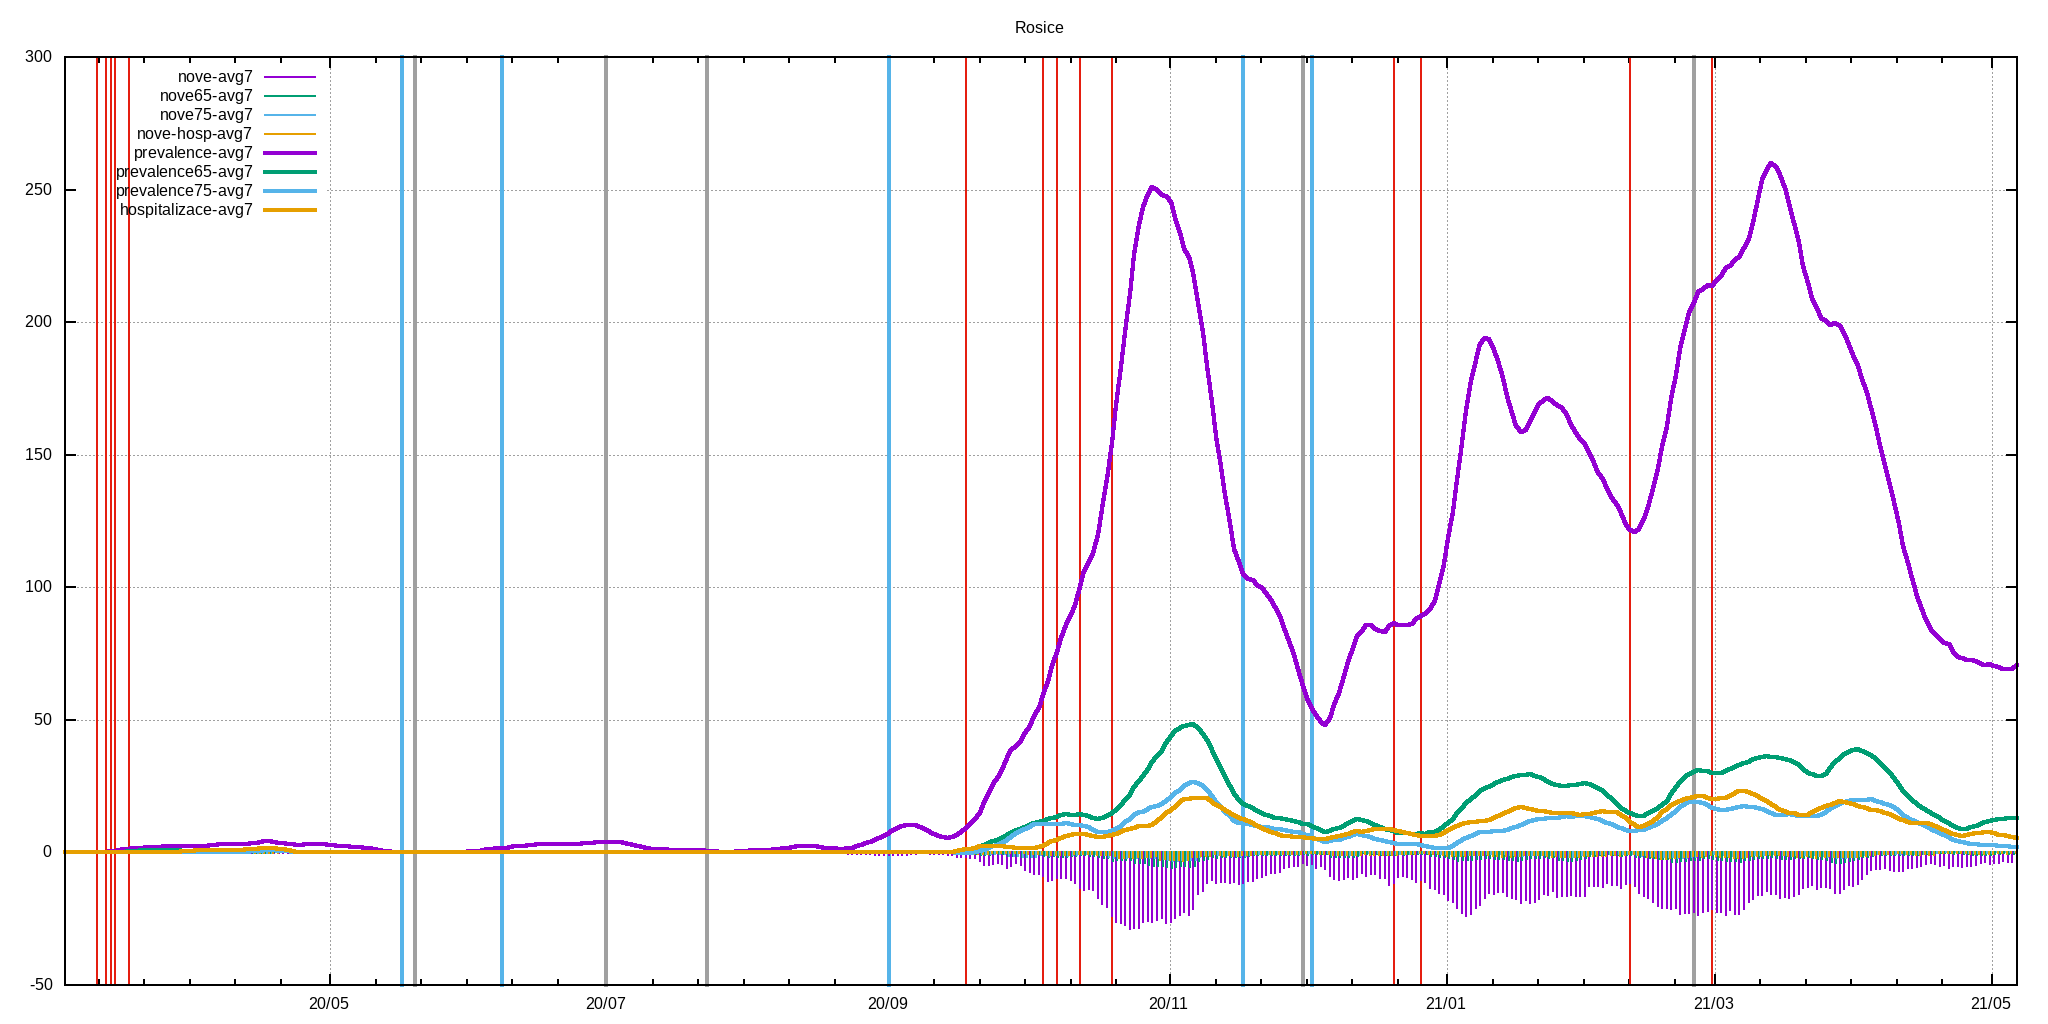 Rosice
300
250
200
150
100
50
0
-50
nove-avg7
nove65-avg7
nove75-avg7
nove-hosp-avg7
prevalence-avg7
prevalence65-avg7
prevalence75-avg7
hospitalizace-avg7
20/05 20/07 20/09 20/11 21/01 21/03 21/05